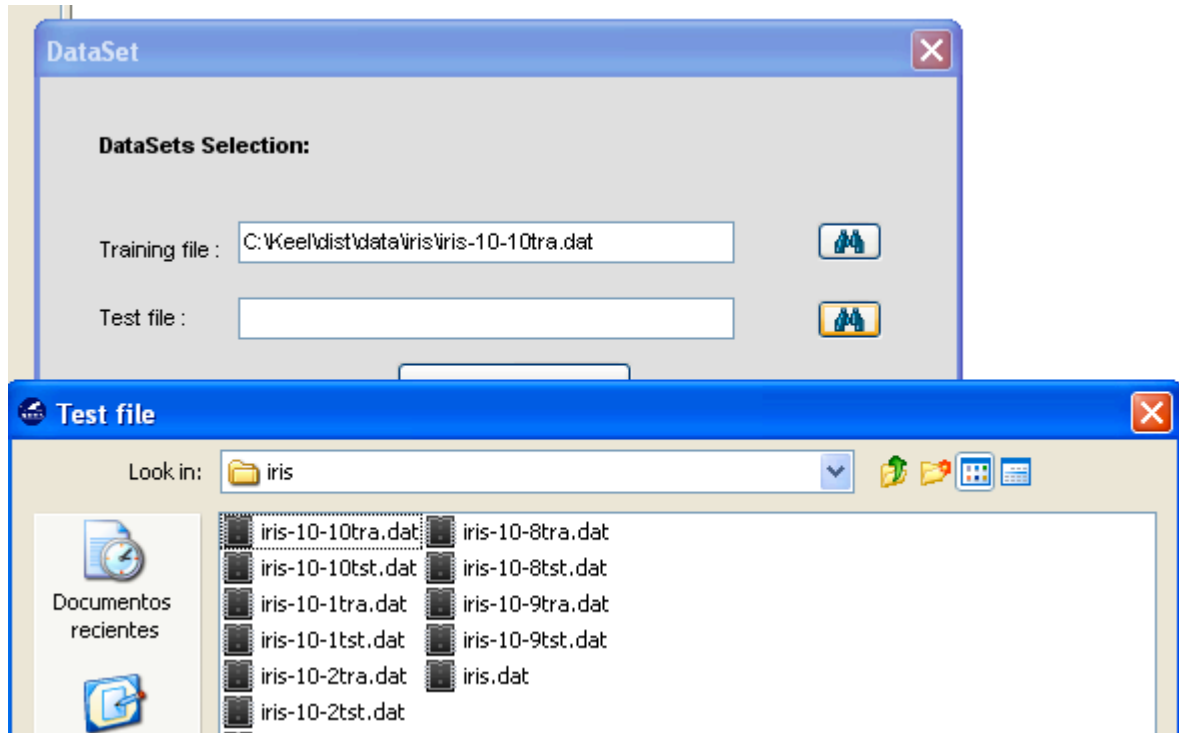 DataSet
DataSets Selection:
Training file : C:\Keel\dist\data\iris\iris-10-10tra.dat
Test file :
Test file
Look in: iris
iris-10-10tra.dat iris-10-8tra.dat
iris-10-10tst.dat iris-10-8tst.dat
iris-10-1tra.dat iris-10-9tra.dat
iris-10-1tst.dat iris-10-9tst.dat
iris-10-2tra.dat iris.dat
iris-10-2tst.dat
Documentos
recientes